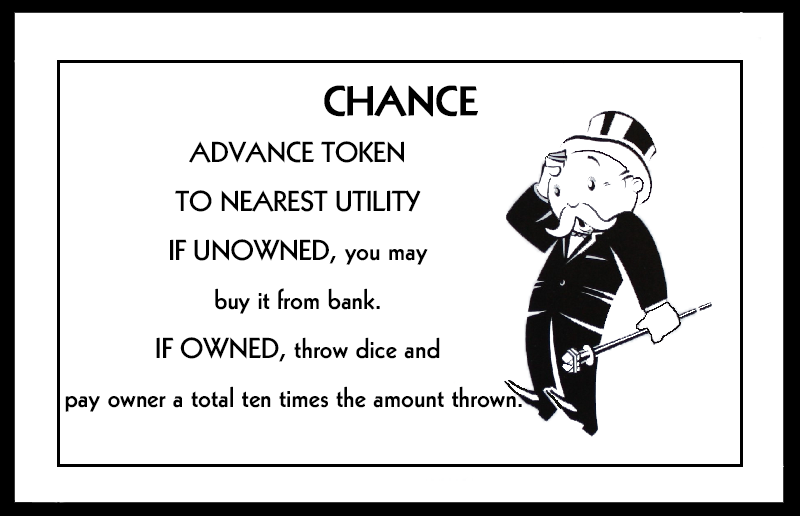 CHANCE
ADVANCE TOKEN
TO NEAREST UTILITY
IF UNOWNED, you may
buy it from bank.
IF OWNED, throw dice and
pay owner a total ten times the amount thrown.